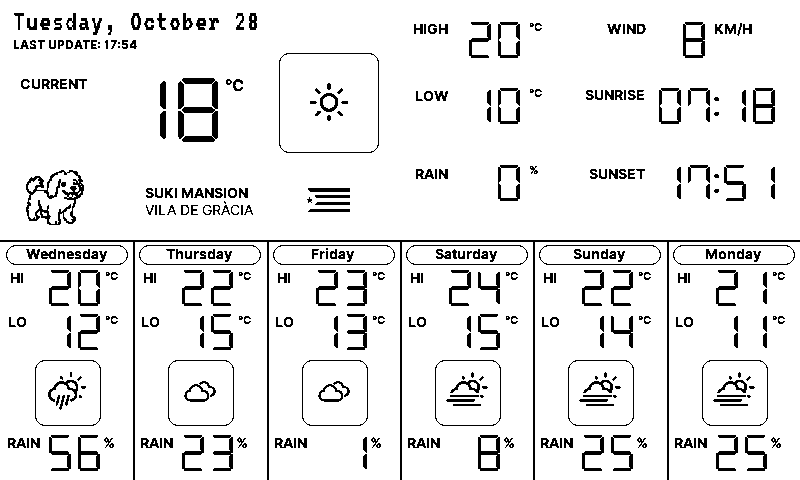 Tuesday, October 28
LAST UPDATE: 17:54
CURRENT 18 °C
SUKI MANSION
VILA DE GRÀCIA
HIGH 20 °C
LOW 10 °C
RAIN 0 %
WIND 8 KM/H
SUNRISE 07:18
SUNSET 17:51
Wednesday
HI 20 °C
LO 12 °C
RAIN 56 %
Thursday
HI 22 °C
LO 15 °C
RAIN 23 %
Friday
HI 23 °C
LO 13 °C
RAIN 1 %
Saturday
HI 24 °C
LO 15 °C
RAIN 8 %
Sunday
HI 22 °C
LO 14 °C
RAIN 25 %
Monday
HI 21 °C
LO 11 °C
RAIN 25 %